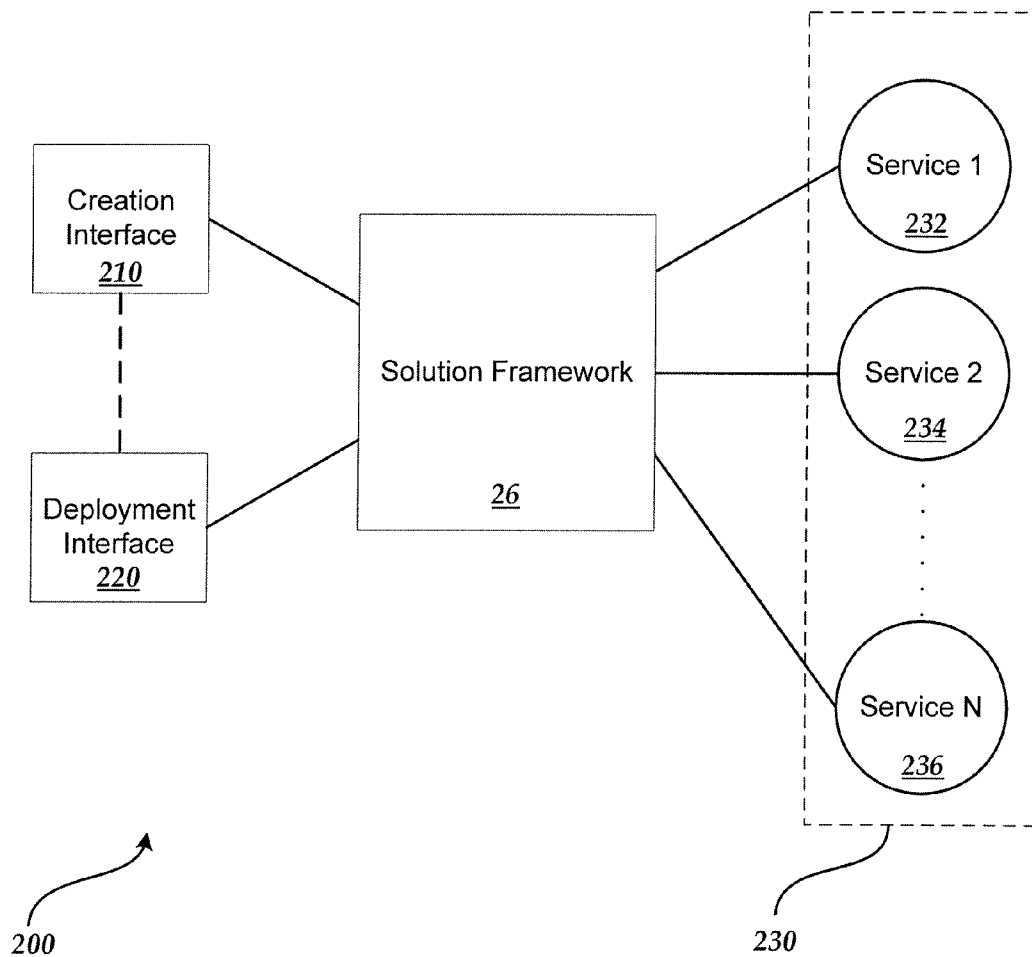 Creation
Interface
210
Deployment
Interface
220
Solution Framework
26
Service 1
232
Service 2
234
Service N
236
200
230